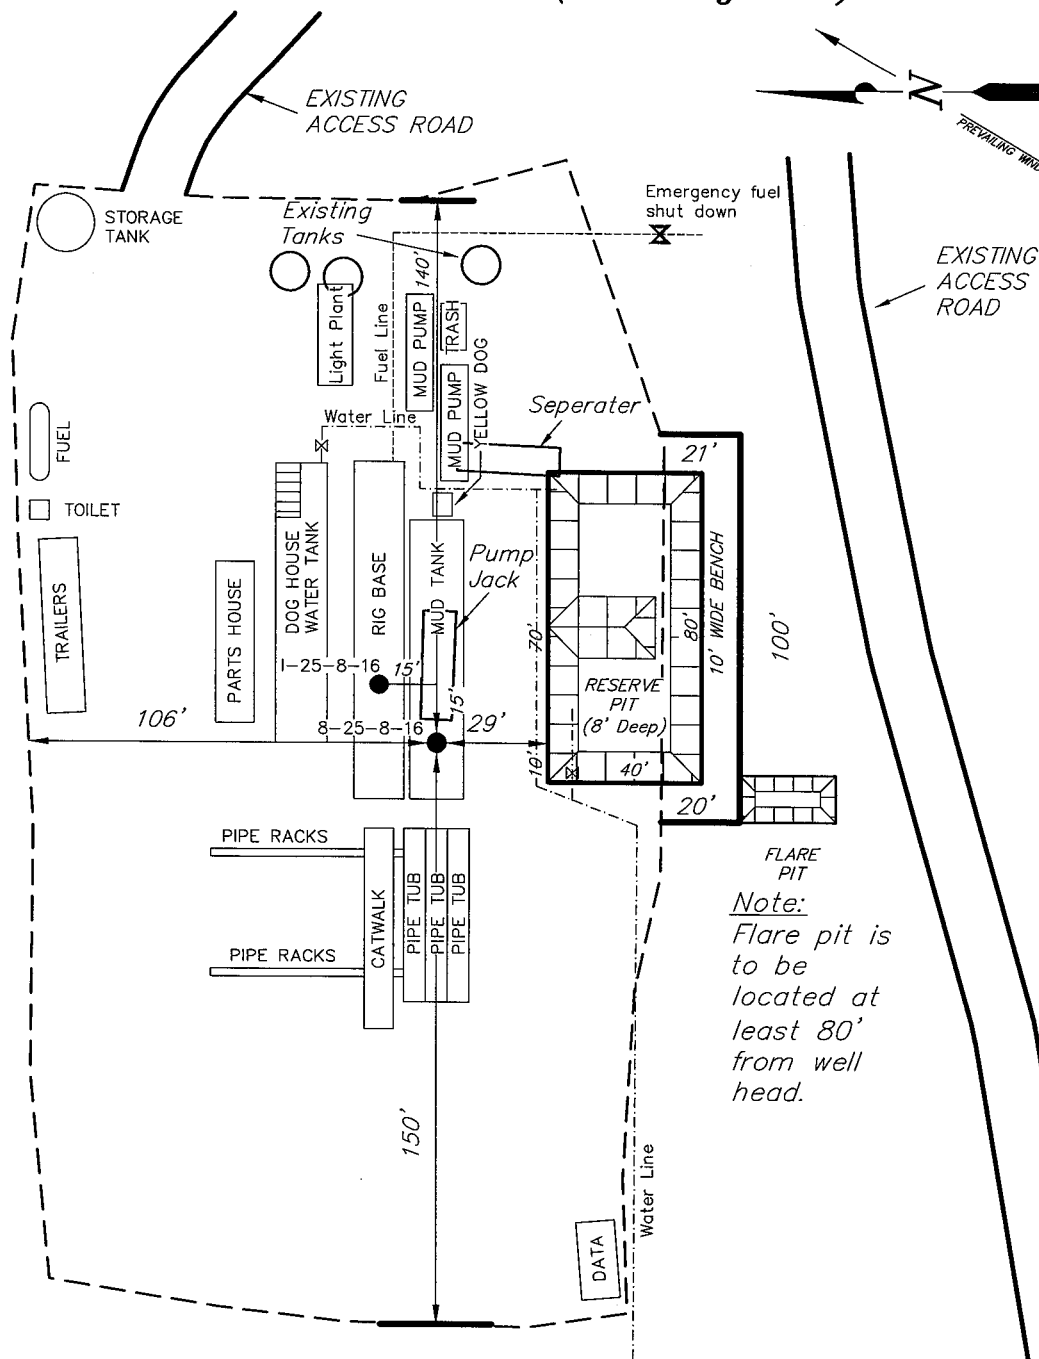 EXISTING
ACCESS ROAD
N
PREVAILING WIND
STORAGE
TANK
Existing
Tanks
Emergency fuel
shut down
EXISTING
ACCESS
ROAD
140'
Light Plant
Fuel Line
MUD PUMP
TRASH
MUD PUMP
YELLOW DOG
Water Line
Seperater
FUEL
TOILET
21'
TRAILERS
PARTS HOUSE
DOG HOUSE
WATER TANK
RIG BASE
MUD TANK
Pump
Jack
70'
80'
10' WIDE BENCH
100'
1-25-8-16
15'
15'
RESERVE
PIT
(8' Deep)
106'
8-25-8-16
29'
10'
40'
20'
PIPE RACKS
CATWALK
PIPE TUB
PIPE TUB
PIPE TUB
PIPE RACKS
FLARE
PIT
Note:
Flare pit is
to be
located at
least 80'
from well
head.
150'
Water Line
DATA